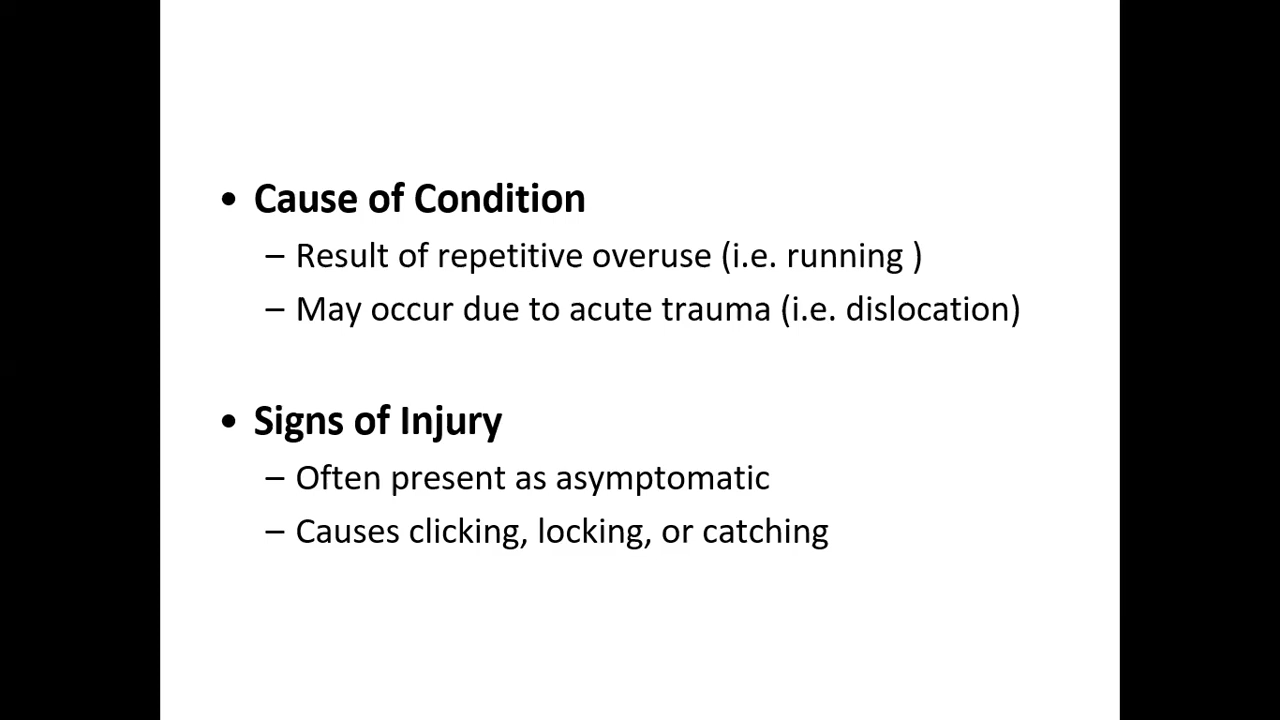 • Cause of Condition
– Result of repetitive overuse (i.e. running )
– May occur due to acute trauma (i.e. dislocation)
• Signs of Injury
– Often present as asymptomatic
– Causes clicking, locking, or catching